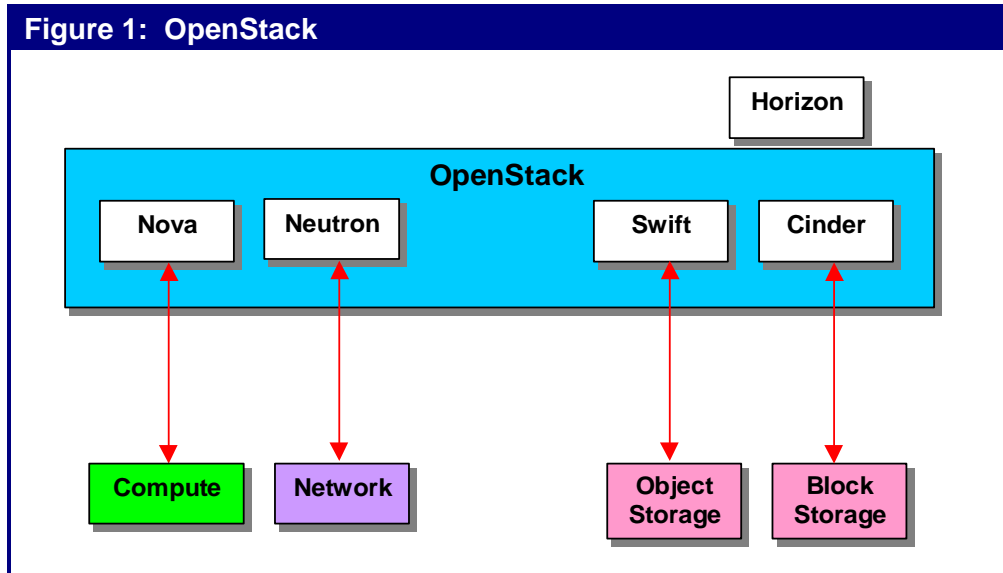 Figure 1: OpenStack
Horizon
OpenStack
Nova
Neutron
Swift
Cinder
Compute
Network
Object
Storage
Block
Storage